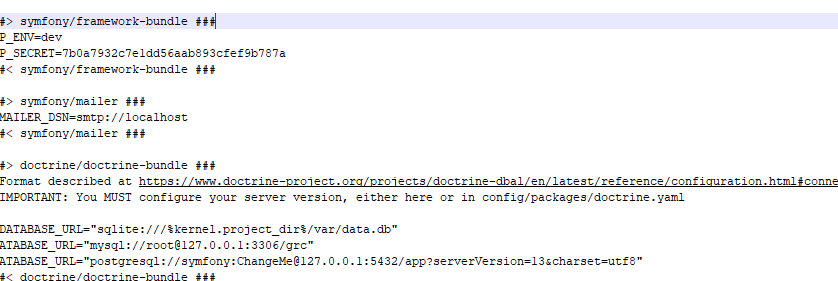 #> symfony/framework-bundle ###
P_ENV=dev
P_SECRET=7b0a7932c7e1dd56aab893cfef9b787a
#< symfony/framework-bundle ###
#> symfony/mailer ###
MAILER_DSN=smtp://localhost
#< symfony/mailer ###
#> doctrine/doctrine-bundle ###
Format described at https://www.doctrine-project.org/projects/doctrine-dbal/en/latest/reference/configuration.html#conne
IMPORTANT: You MUST configure your server version, either here or in config/packages/doctrine.yaml
DATABASE_URL="sqlite:///%kernel.project_dir%/var/data.db"
ATABASE_URL="mysql://root@127.0.0.1:3306/grc"
ATABASE_URL="postgresql://symfony:ChangeMe@127.0.0.1:5432/app?serverVersion=13&charset=utf8"
#< doctrine/doctrine-bundle ###